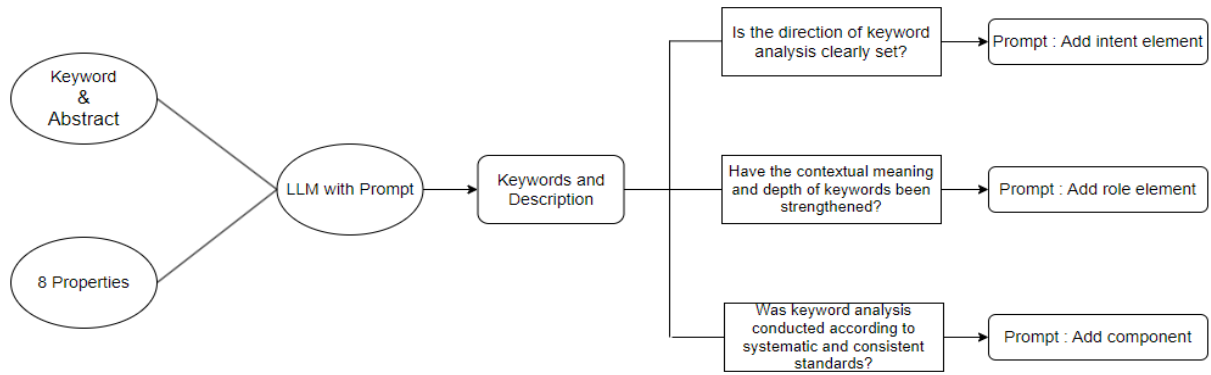 Keyword
&
Abstract
8 Properties
LLM with Prompt
Keywords and
Description
Is the direction of keyword
analysis clearly set?
Prompt : Add intent element
Have the contextual meaning
and depth of keywords been
strengthened?
Prompt : Add role element
Was keyword analysis
conducted according to
systematic and consistent
standards?
Prompt : Add component